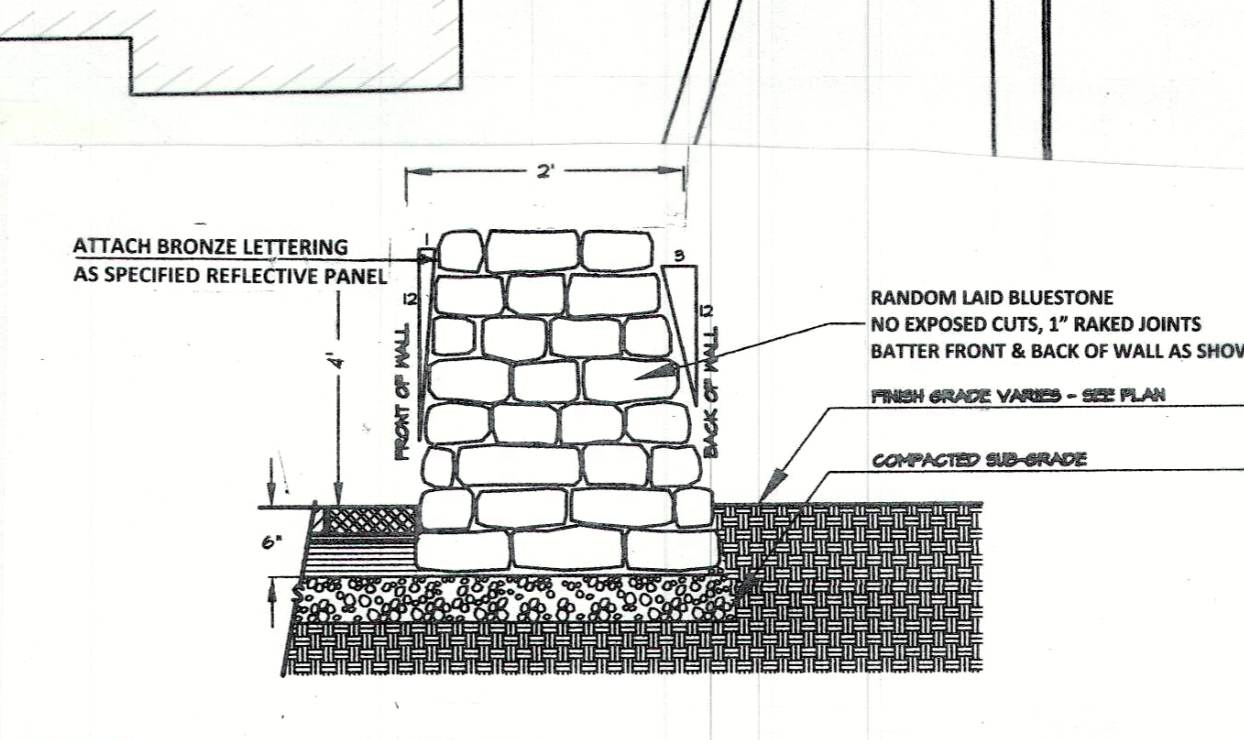 2'
ATTACH BRONZE LETTERING
AS SPECIFIED REFLECTIVE PANEL
1
12
3
12
4'
FRONT OF WALL
BACK OF WALL
RANDOM LAID BLUESTONE
NO EXPOSED CUTS, 1" RAKED JOINTS
BATTER FRONT & BACK OF WALL AS SHOW
FINISH GRADE VARIES - SEE PLAN
COMPACTED SUB-GRADE
6"